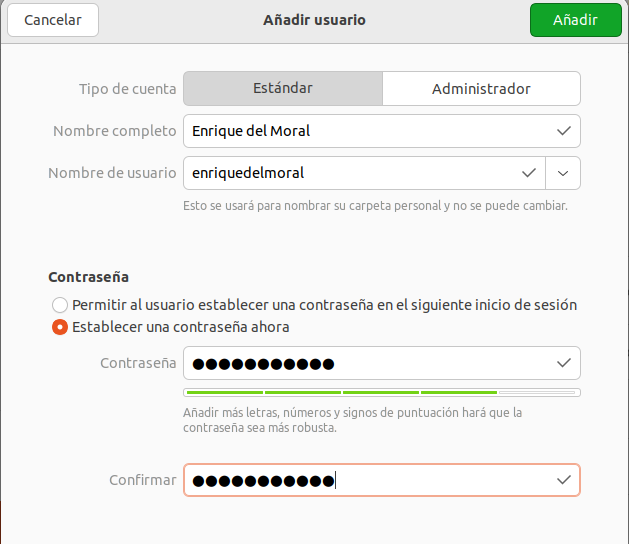 Cancelar
Añadir usuario
Añadir
Tipo de cuenta
Estándar
Administrador
Nombre completo
Enrique del Moral
Nombre de usuario
enriquedelmoral
Esto se usará para nombrar su carpeta personal y no se puede cambiar.
Contraseña
Permitir al usuario establecer una contraseña en el siguiente inicio de sesión
Establecer una contraseña ahora
Contraseña
●●●●●●●●●●●
Añadir más letras, números y signos de puntuación hará que la
contraseña sea más robusta.
Confirmar
●●●●●●●●●●●